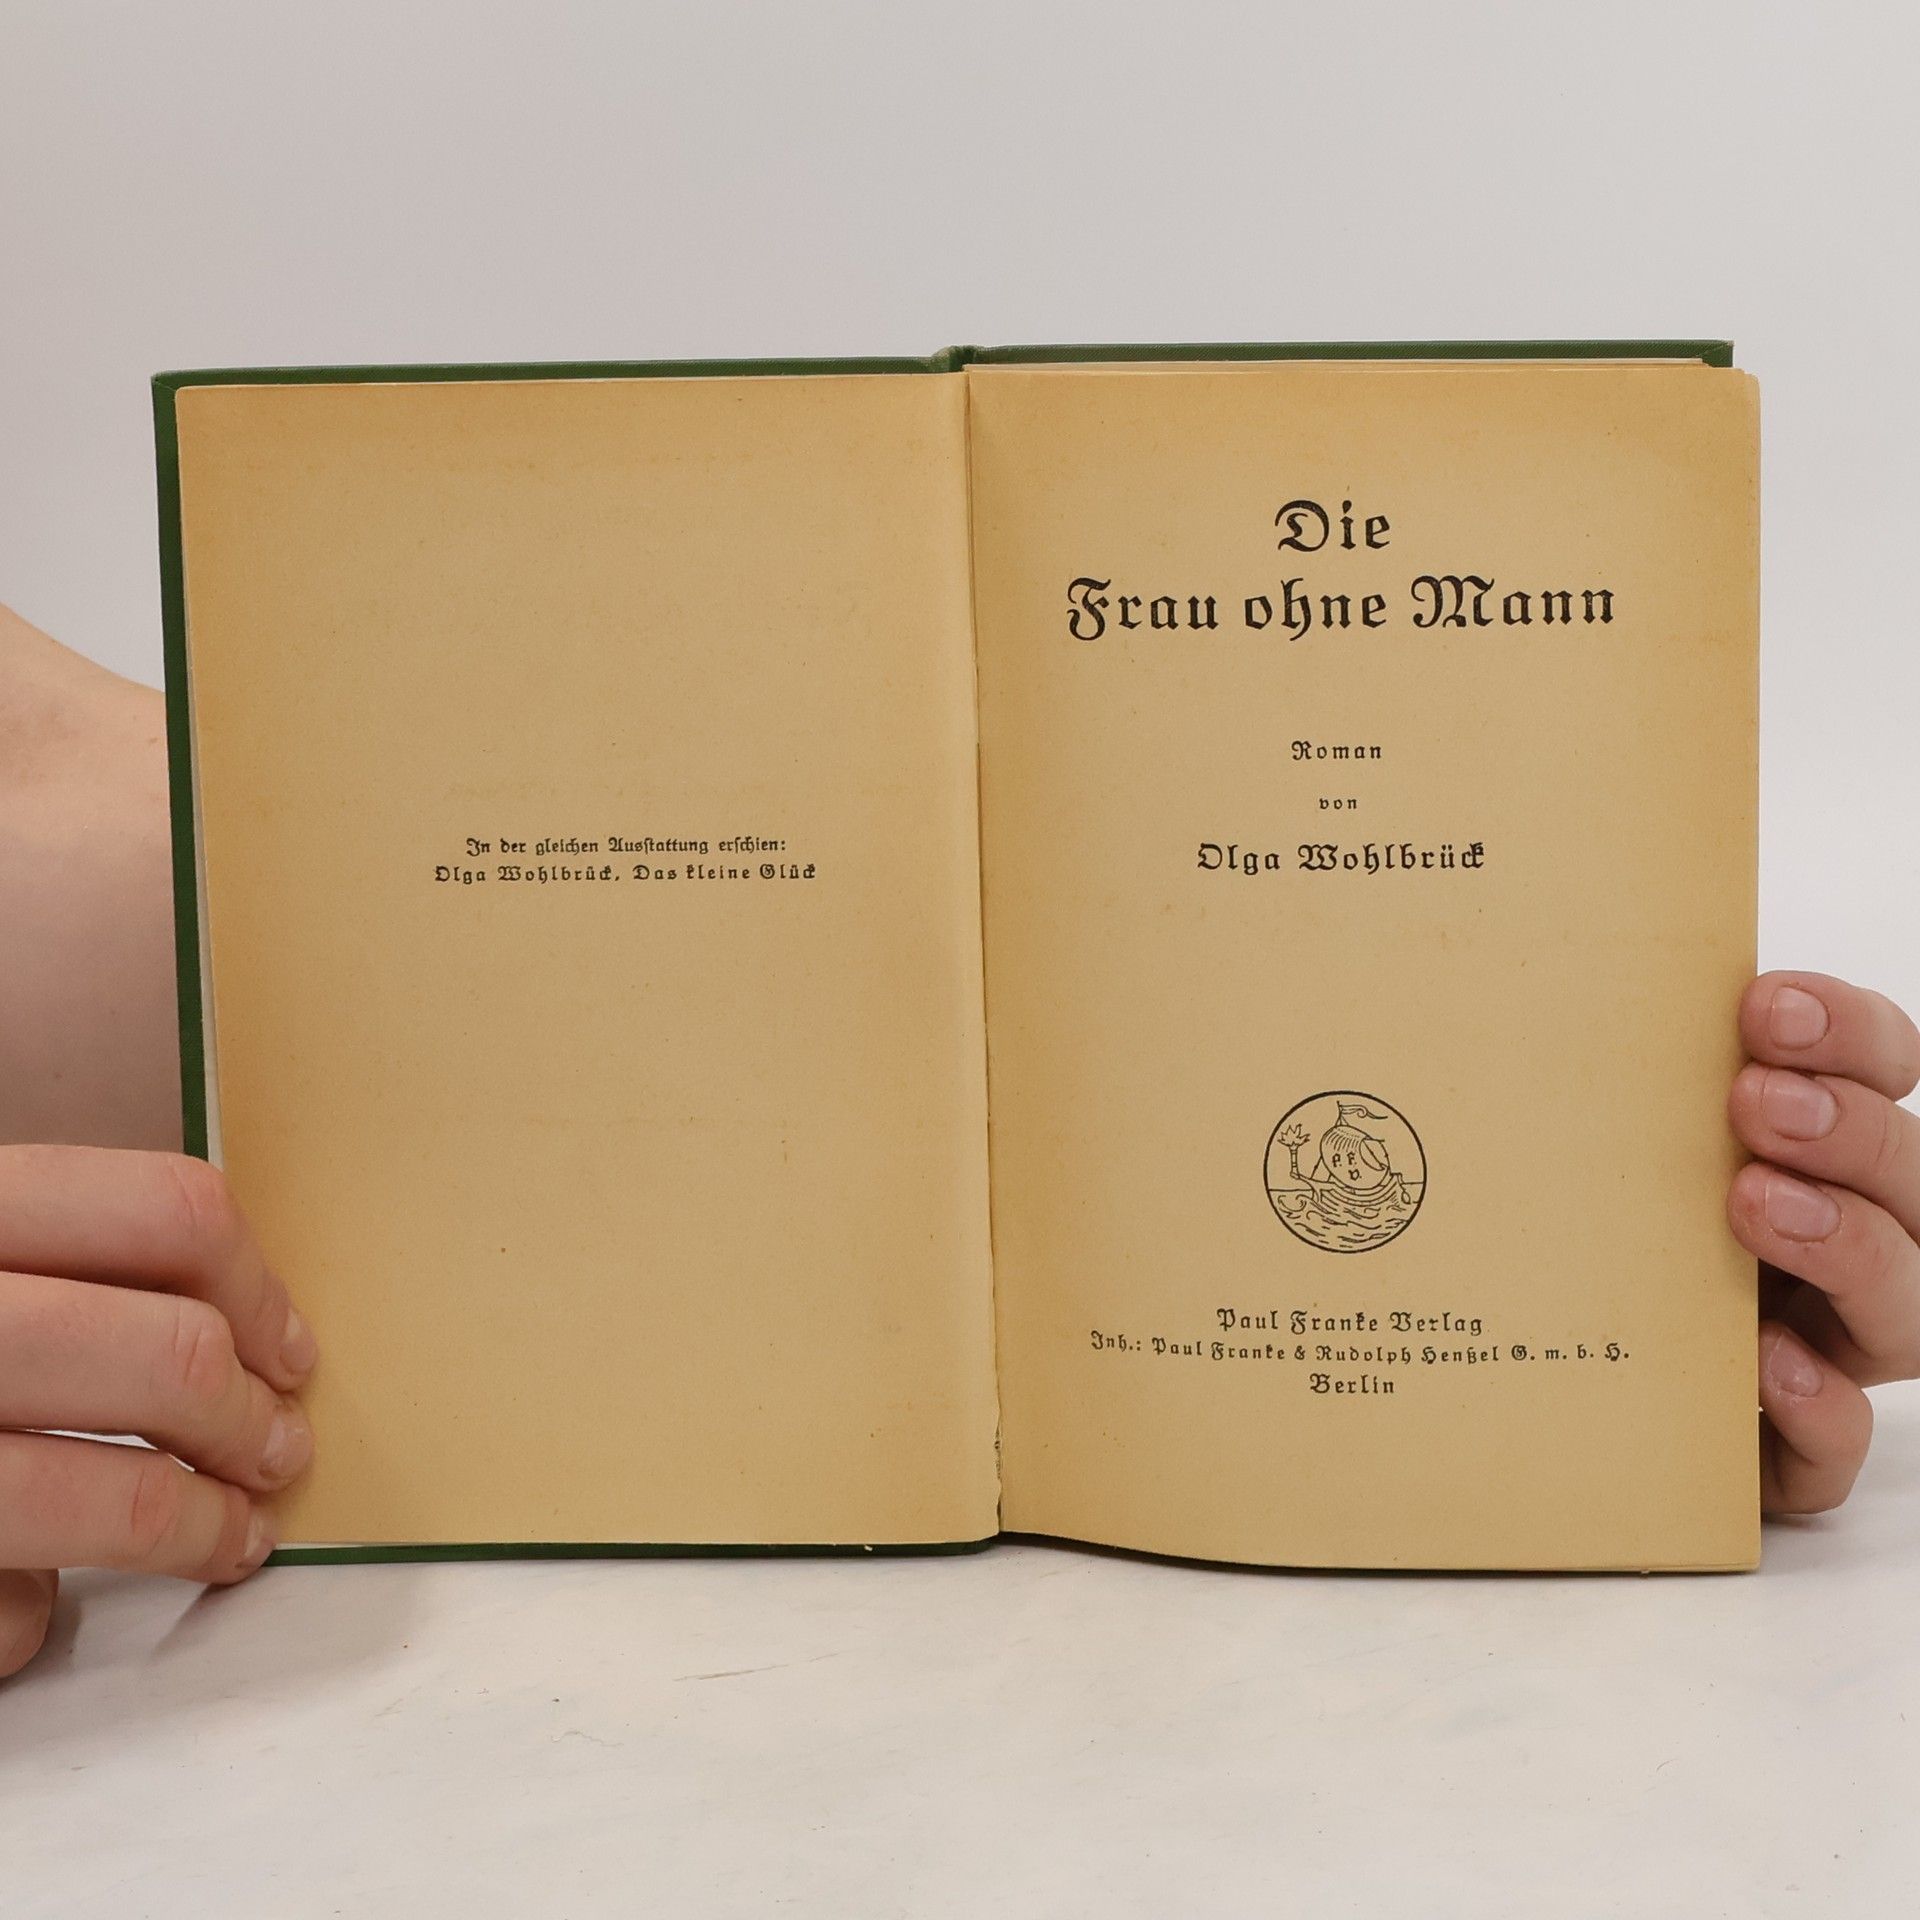 In der gleichen Ausstattung erschien:
Olga Wohlbrück, Das kleine Glück
Die
Frau ohne Mann
Roman
von
Olga Wohlbrück
P. F.
V.
Paul Franke Verlag
Inh.: Paul Franke & Rudolph Henßel G. m. b. H.
Berlin